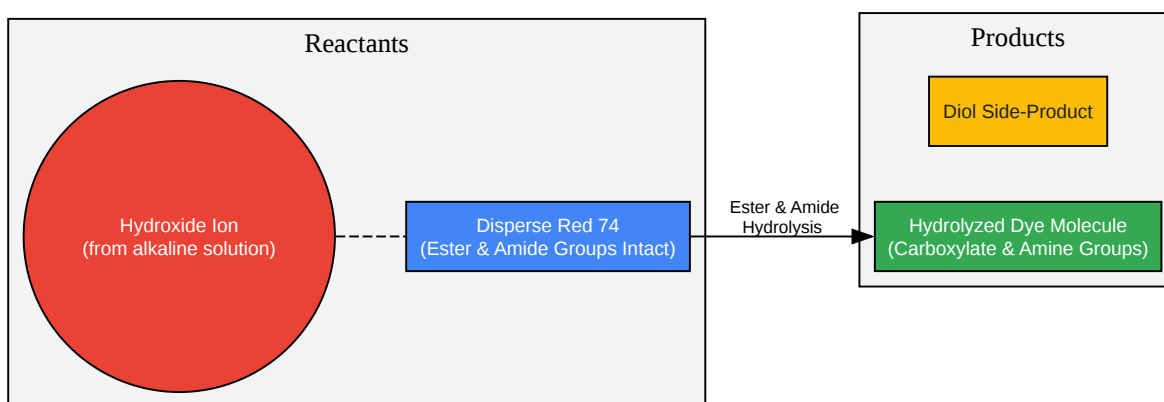 Reactants
Products
Diol Side-Product
Hydroxide Ion
(from alkaline solution)
Disperse Red 74
(Ester & Amide Groups Intact)
Ester & Amide
Hydrolysis
Hydrolyzed Dye Molecule
(Carboxylate & Amine Groups)